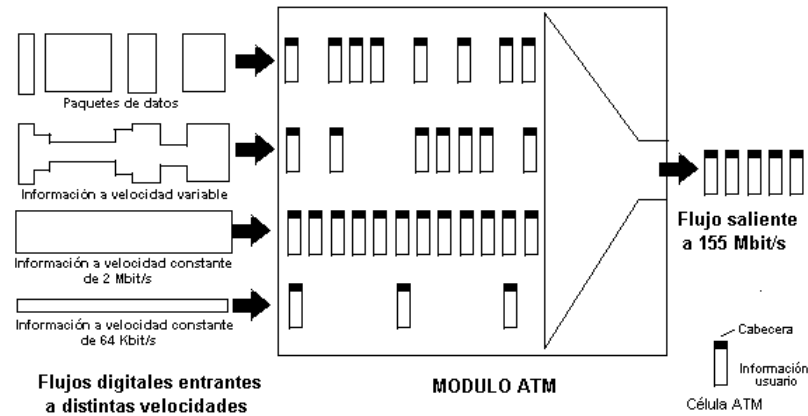 Paquetes de datos
Información a velocidad variable
Información a velocidad constante
de 2 Mbit/s
Información a velocidad constante
de 64 Kbit/s
Flujos digitales entrantes
a distintas velocidades
MODULO ATM
Flujo saliente
a 155 Mbit/s
Cabecera
Información
usuario
Célula ATM